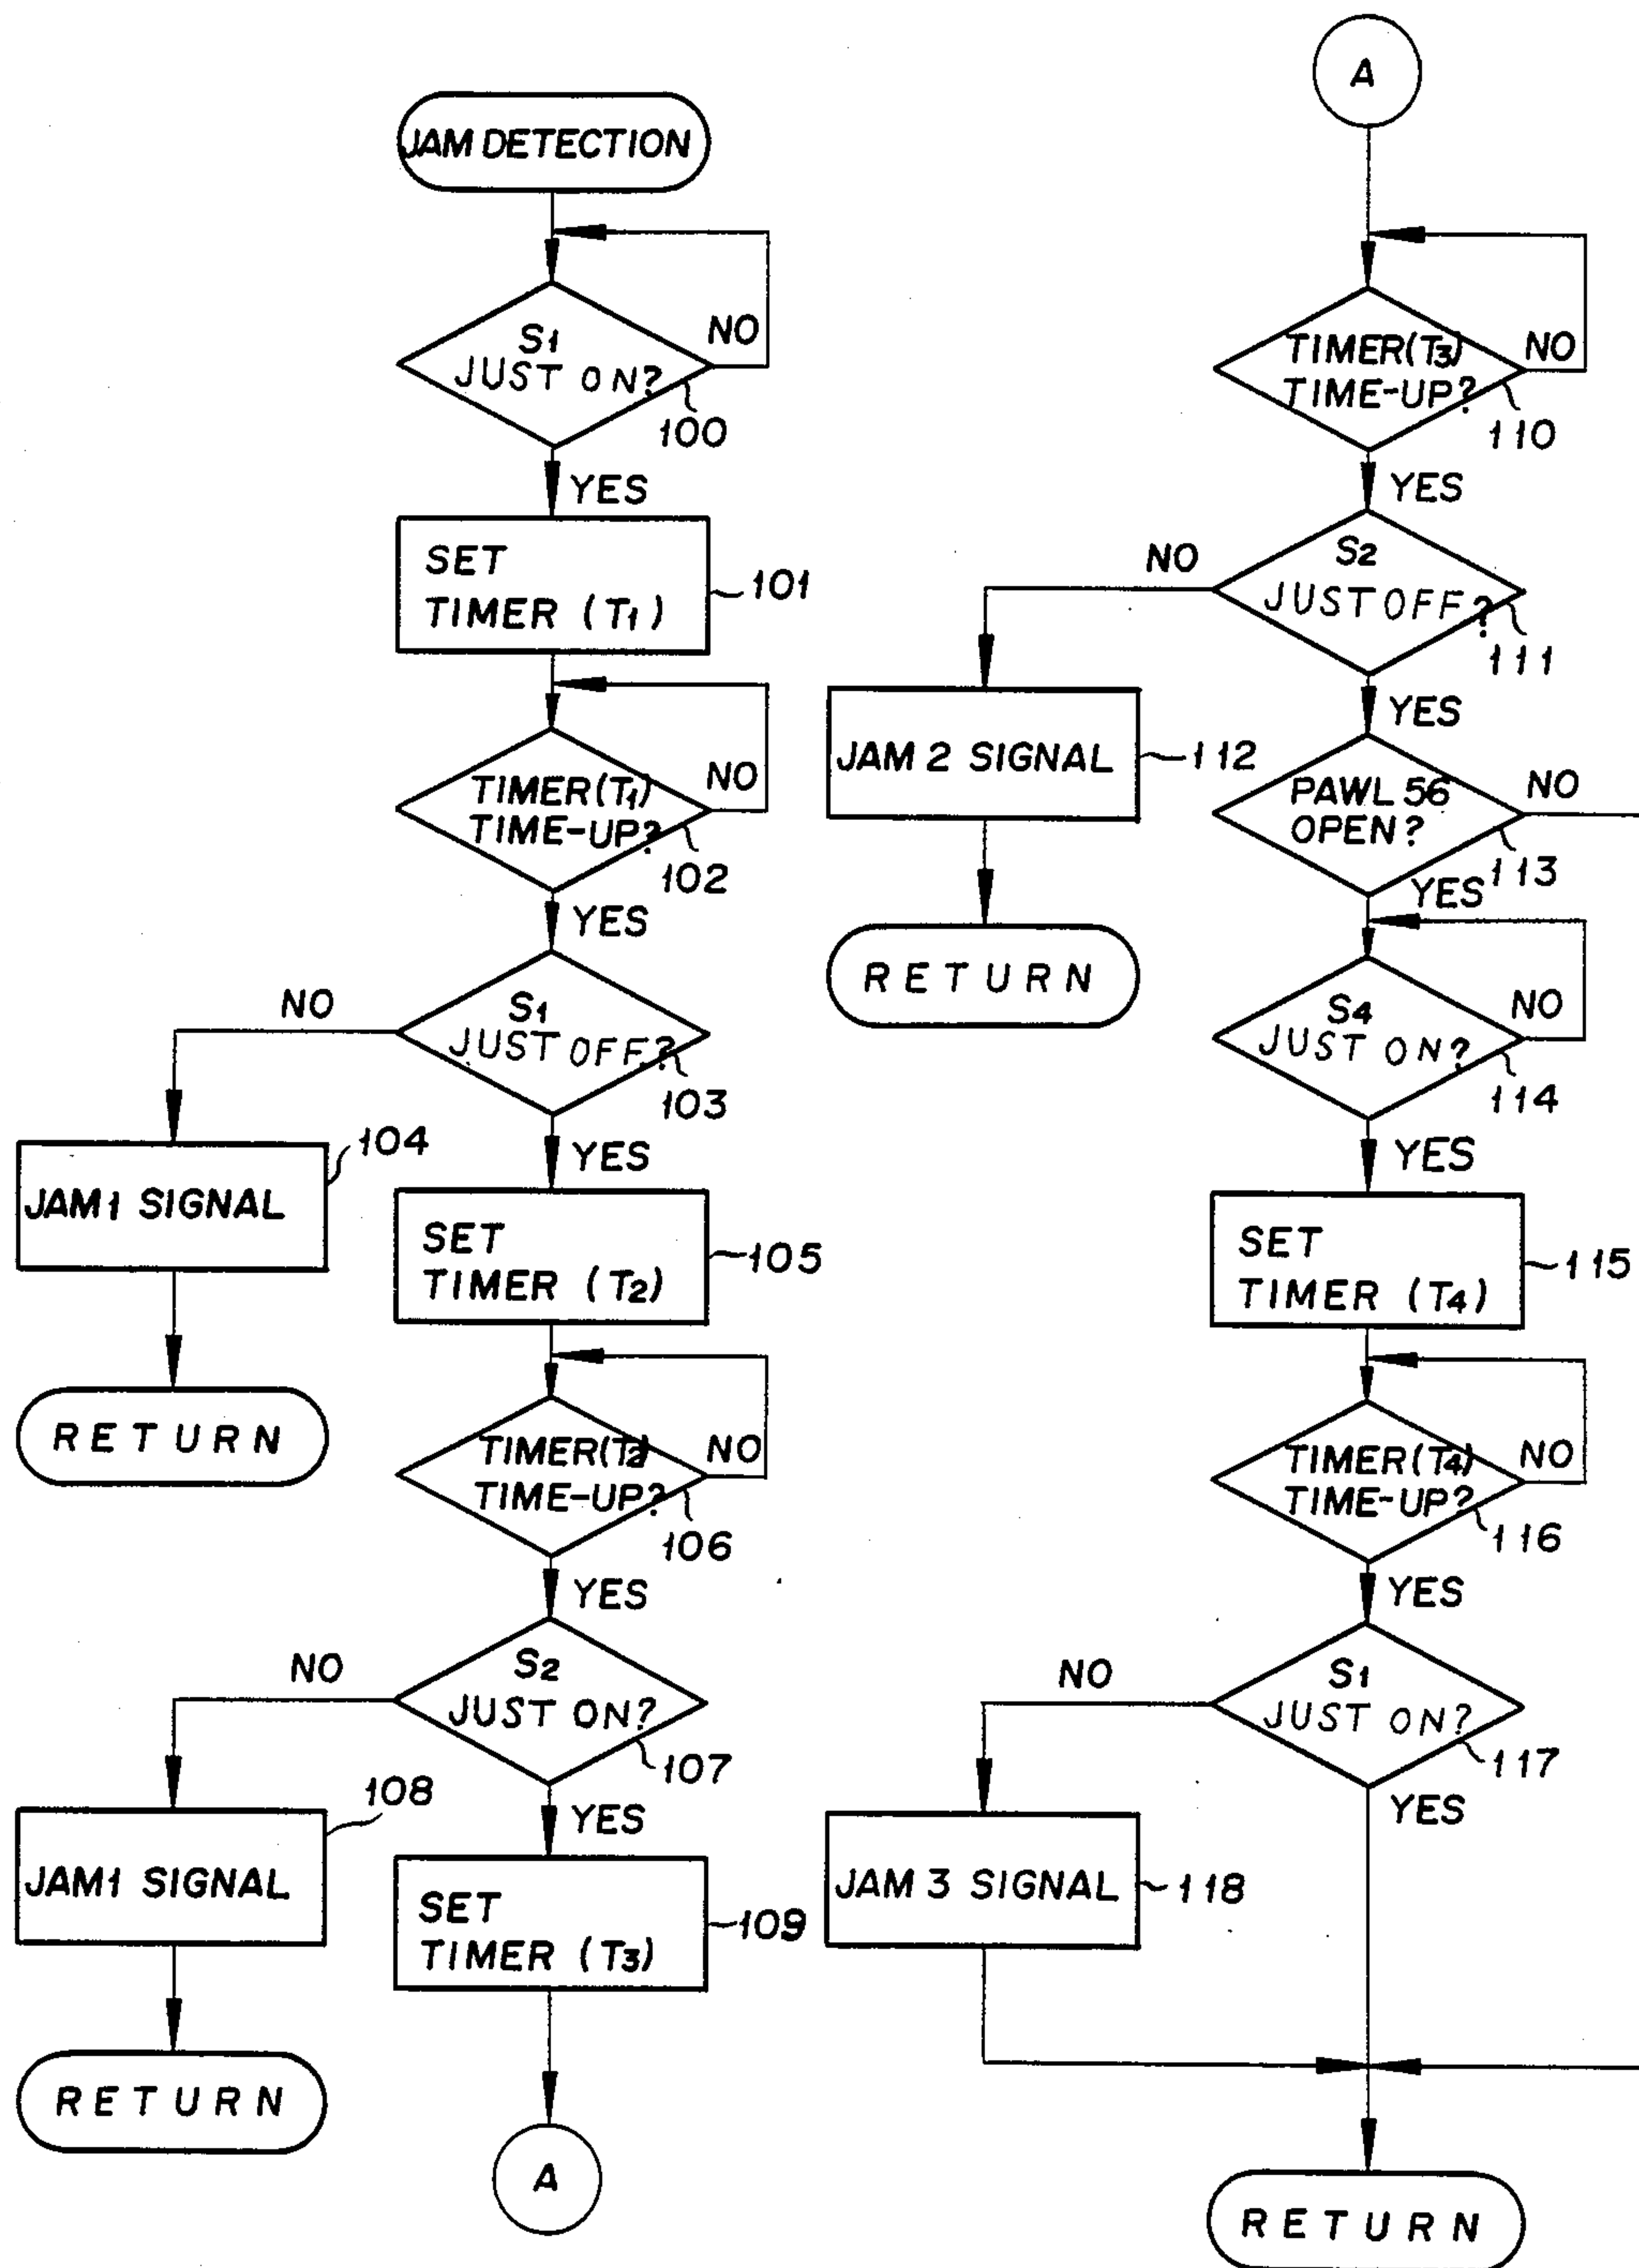 JAM DETECTION
S1
JUST ON?
NO
100
YES
SET
TIMER (T1)
101
TIMER(T1)
TIME-UP?
NO
102
YES
S1
JUST OFF?
NO
103
104
JAM1 SIGNAL
RETURN
YES
SET
TIMER (T2)
105
TIMER(T2)
TIME-UP?
NO
106
YES
S2
JUST ON?
NO
107
108
JAM1 SIGNAL
RETURN
YES
SET
TIMER (T3)
109
A
A
TIMER(T3)
TIME-UP?
NO
110
YES
S2
JUST OFF?
NO
111
JAM 2 SIGNAL
112
RETURN
YES
PAWL 56
OPEN?
NO
113
YES
S4
JUST ON?
NO
114
YES
SET
TIMER (T4)
115
TIMER(T4)
TIME-UP?
NO
116
YES
S1
JUST ON?
NO
117
YES
JAM 3 SIGNAL
118
RETURN